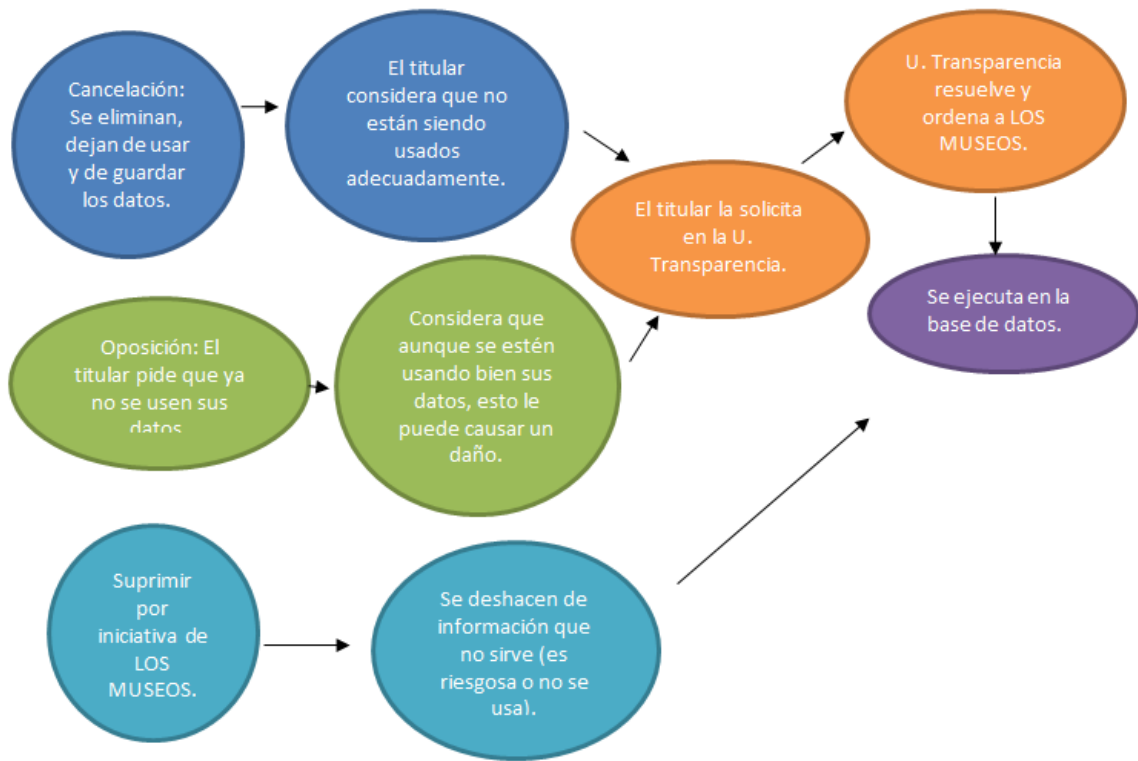 Cancelación:
Se eliminan,
dejan de usar
y de guardar
los datos.
El titular
considera que no
están siendo
usados
adecuadamente.
El titular la solicita
en la U.
Transparencia.
U. Transparencia
resuelve y
ordena a LOS
MUSEOS.
Se ejecuta en la
base de datos.
Oposición: El
titular pide que ya
no se usen sus
datos
Considera que
aunque se estén
usando bien sus
datos, esto le
puede causar un
daño.
Suprimir
por
iniciativa de
LOS
MUSEOS.
Se deshacen de
información que
no sirve (es
riesgosa o no se
usa).